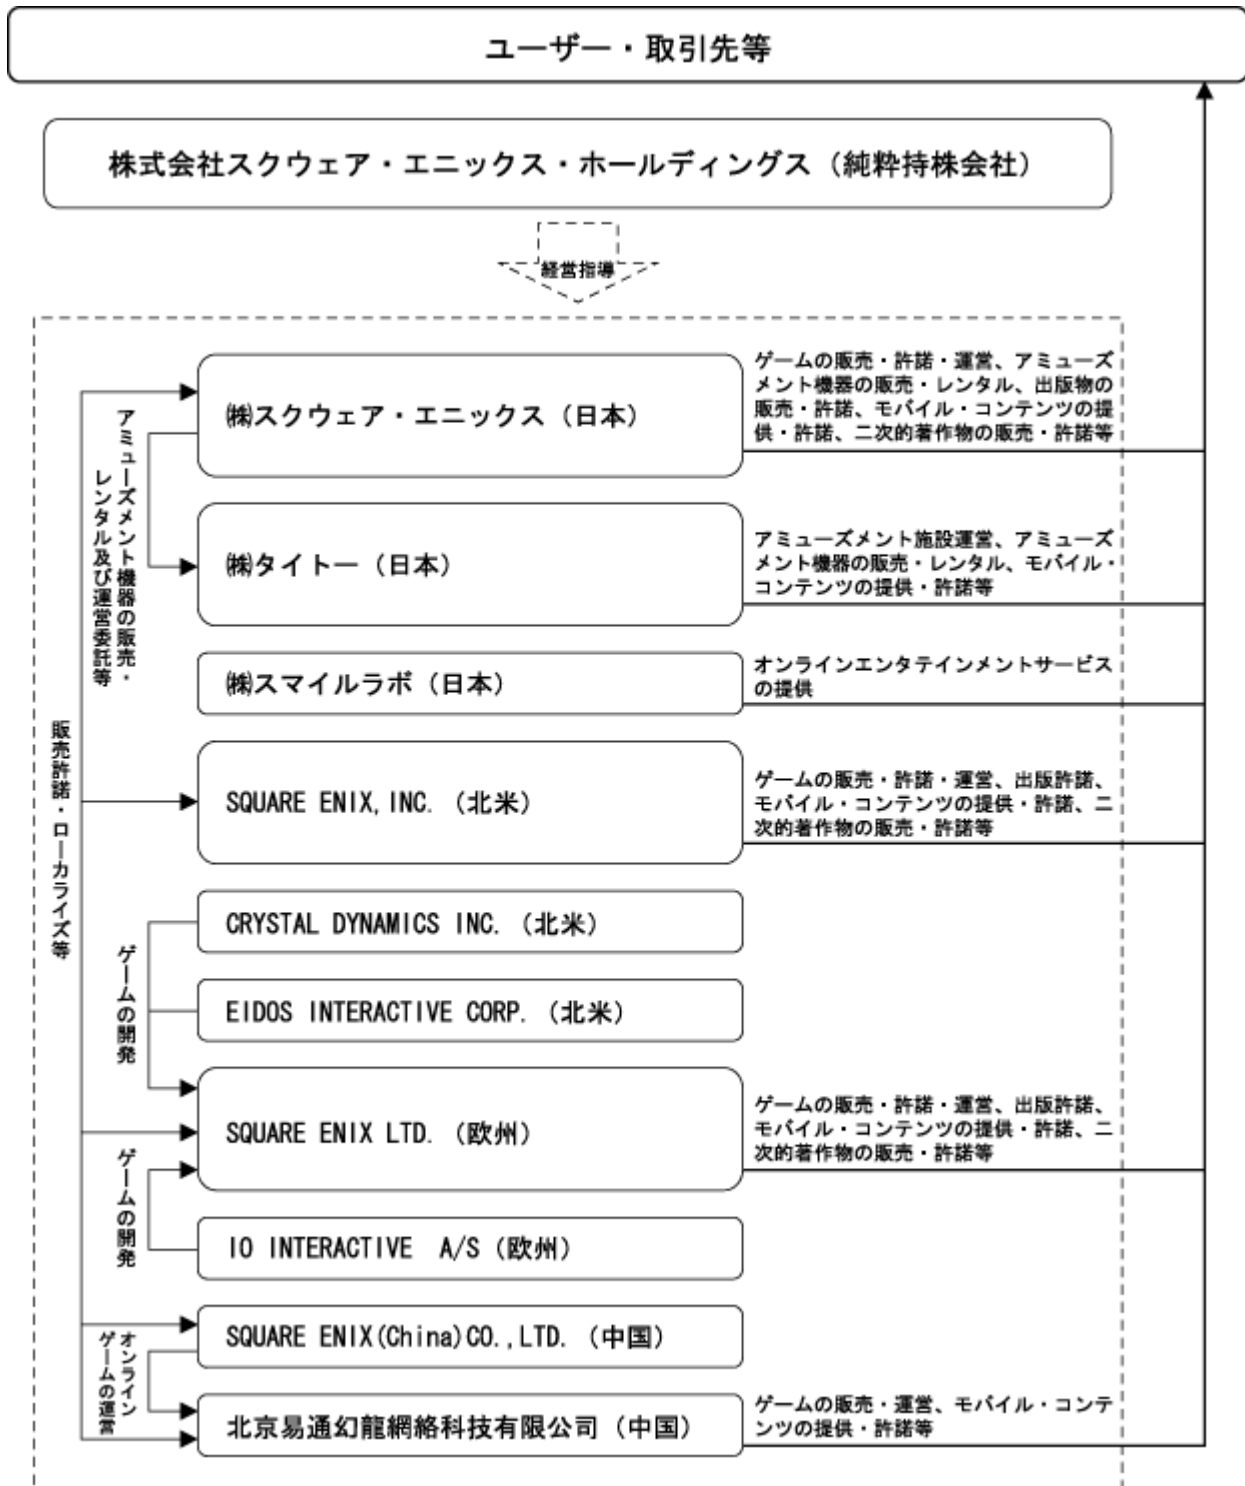 ユーザー・取引先等
株式会社スクウェア・エニックス・ホールディングス（純粋持株会社）
経営指導
㈱スクウェア・エニックス（日本）
ゲームの販売・許諾・運営、アミューズ
メント機器の販売・レンタル、出版物の
販売・許諾、モバイル・コンテンツの提
供・許諾、二次的著作物の販売・許諾等
アミューズメント機器の販売・
レンタル及び運営委託等
㈱タイトー（日本）
アミューズメント施設運営、アミューズ
メント機器の販売・レンタル、モバイル・
コンテンツの提供・許諾等
㈱スマイルラボ（日本）
オンラインエンタテインメントサービス
の提供
販売許諾・ローカライズ等
SQUARE ENIX, INC.（北米）
ゲームの販売・許諾・運営、出版許諾、
モバイル・コンテンツの提供・許諾、二
次的著作物の販売・許諾等
CRYSTAL DYNAMICS INC.（北米）
ゲームの開発
EIDOS INTERACTIVE CORP.（北米）
SQUARE ENIX LTD.（欧州）
ゲームの販売・許諾・運営、出版許諾、
モバイル・コンテンツの提供・許諾、二
次的著作物の販売・許諾等
ゲームの開発
IO INTERACTIVE A/S（欧州）
SQUARE ENIX(China)CO.,LTD.（中国）
オンライン
ゲームの運営
北京易通幻龍網絡科技有限公司（中国）
ゲームの販売・運営、モバイル・コンテ
ンツの提供・許諾等